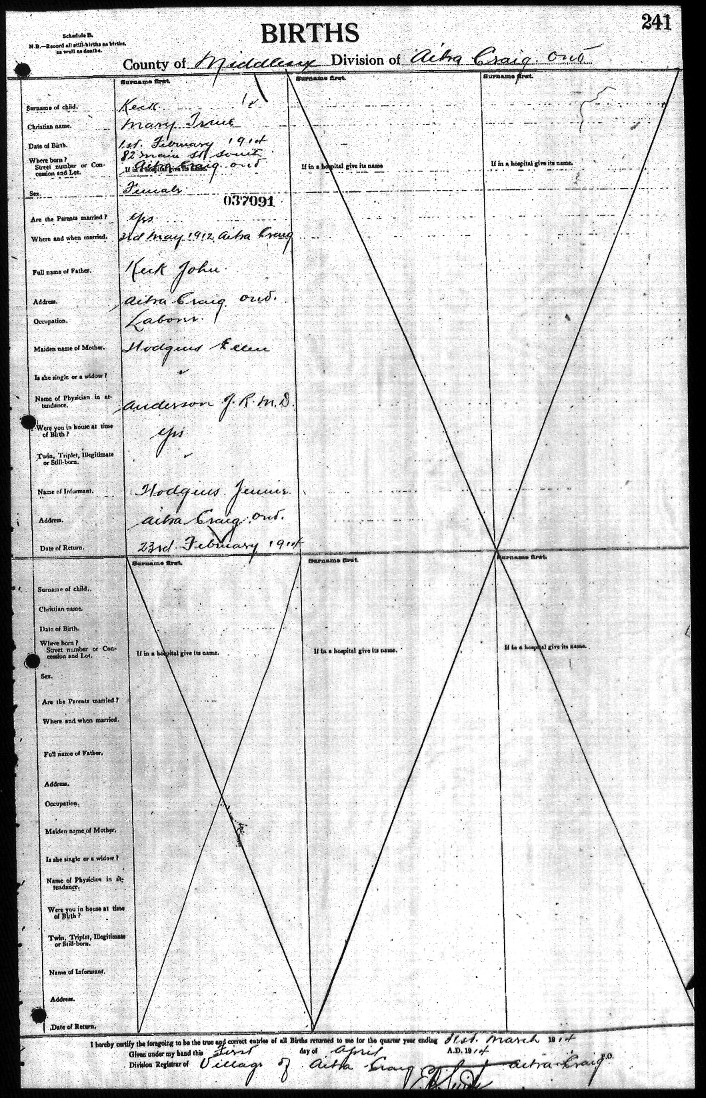 Schedule B.
N.B.—Record all still-births as births, as well as deaths.
BIRTHS
241
County of Middlesex Division of Ailsa Craig Ont
Surname first.
Surname first.
Surname first.
Surname of child. Keck
Christian name. Mary Irene
Date of Birth. 1st. February 1914
Where born? Street number or Concession and Lot. 82 Main St South
If in a hospital give its name. Ailsa Craig Ont
If in a hospital give its name
If in a hospital give its name.
Sex. Female
037091
Are the Parents married? Yes
Where and when married. 3rd May 1912 Ailsa Craig
Full name of Father. Keck John
Address. Ailsa Craig Ont.
Occupation. Labour
Maiden name of Mother. Hodgins Ellen
Is she single or a widow?
Name of Physician in attendance. Anderson J. R. M.D.
Were you in house at time of Birth? Yes
Twin, Triplet, Illegitimate or Still-born.
Name of Informant. Hodgins Jennie
Address. Ailsa Craig Ont.
Date of Return. 23rd February 1914
Surname first.
Surname first.
Surname first.
Surname of child.
Christian name.
Date of Birth.
Where born? Street number or Concession and Lot.
If in a hospital give its name.
If in a hospital give its name.
If in a hospital give its name.
Sex.
Are the Parents married?
Where and when married.
Full name of Father.
Address.
Occupation.
Maiden name of Mother.
Is she single or a widow?
Name of Physician in attendance.
Were you in house at time of Birth?
Twin, Triplet, Illegitimate or Still-born.
Name of Informant.
Address.
Date of Return.
I hereby certify the foregoing to be the true and correct entries of all Births returned to me for the quarter year ending 31st. March 1914
Given under my hand this First day of April A.D. 1914
Division Registrar of Village of Ailsa Craig Ailsa Craig P.O.